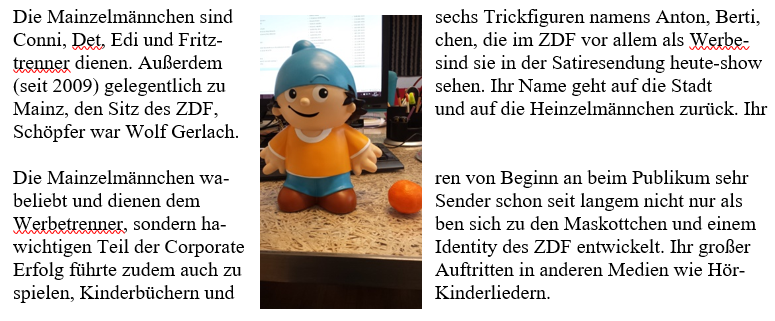 Die Mainzelmännchen sind sechs Trickfiguren namens Anton, Berti,
Conni, Det, Edi und Fritz- chen, die im ZDF vor allem als Werbe-
trenner dienen. Außerdem sind sie in der Satiresendung heute-show
(seit 2009) gelegentlich zu sehen. Ihr Name geht auf die Stadt
Mainz, den Sitz des ZDF, und auf die Heinzelmännchen zurück. Ihr
Schöpfer war Wolf Gerlach.
Die Mainzelmännchen wa- ren von Beginn an beim Publikum sehr
beliebt und dienen dem Sender schon seit langem nicht nur als
Werbetrenner, sondern ha- ben sich zu den Maskottchen und einem
wichtigen Teil der Corporate Identity des ZDF entwickelt. Ihr großer
Erfolg führte zudem auch zu Auftritten in anderen Medien wie Hör-
spielen, Kinderbüchern und Kinderliedern.